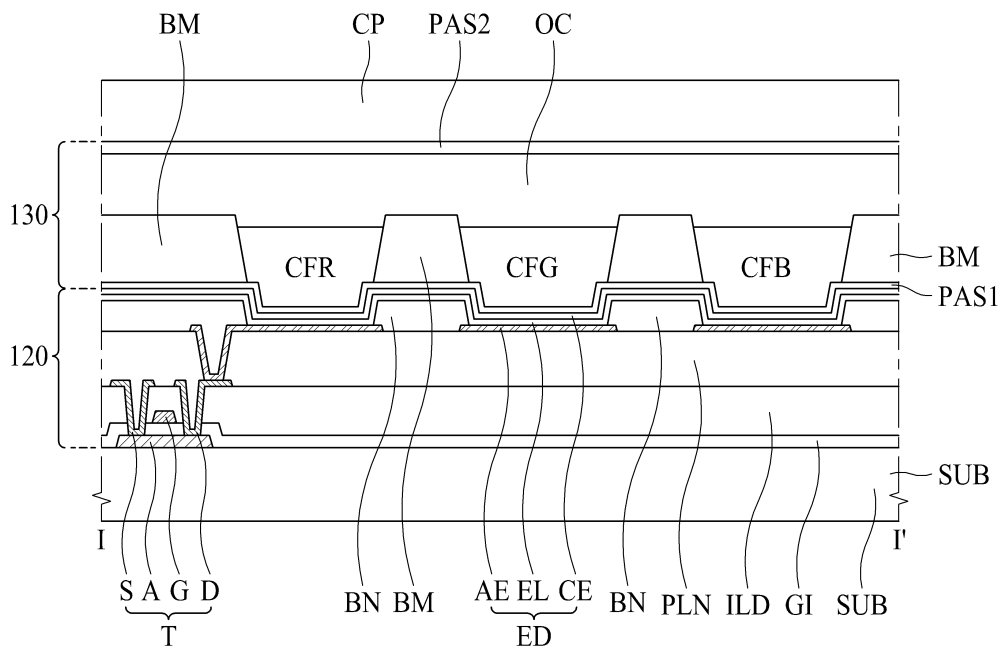 BM CP PAS2 OC
130
CFR CFG CFB
BM
PAS1
120
SUB
I I'
S A G D BN BM AE EL CE BN PLN ILD GI SUB
T ED